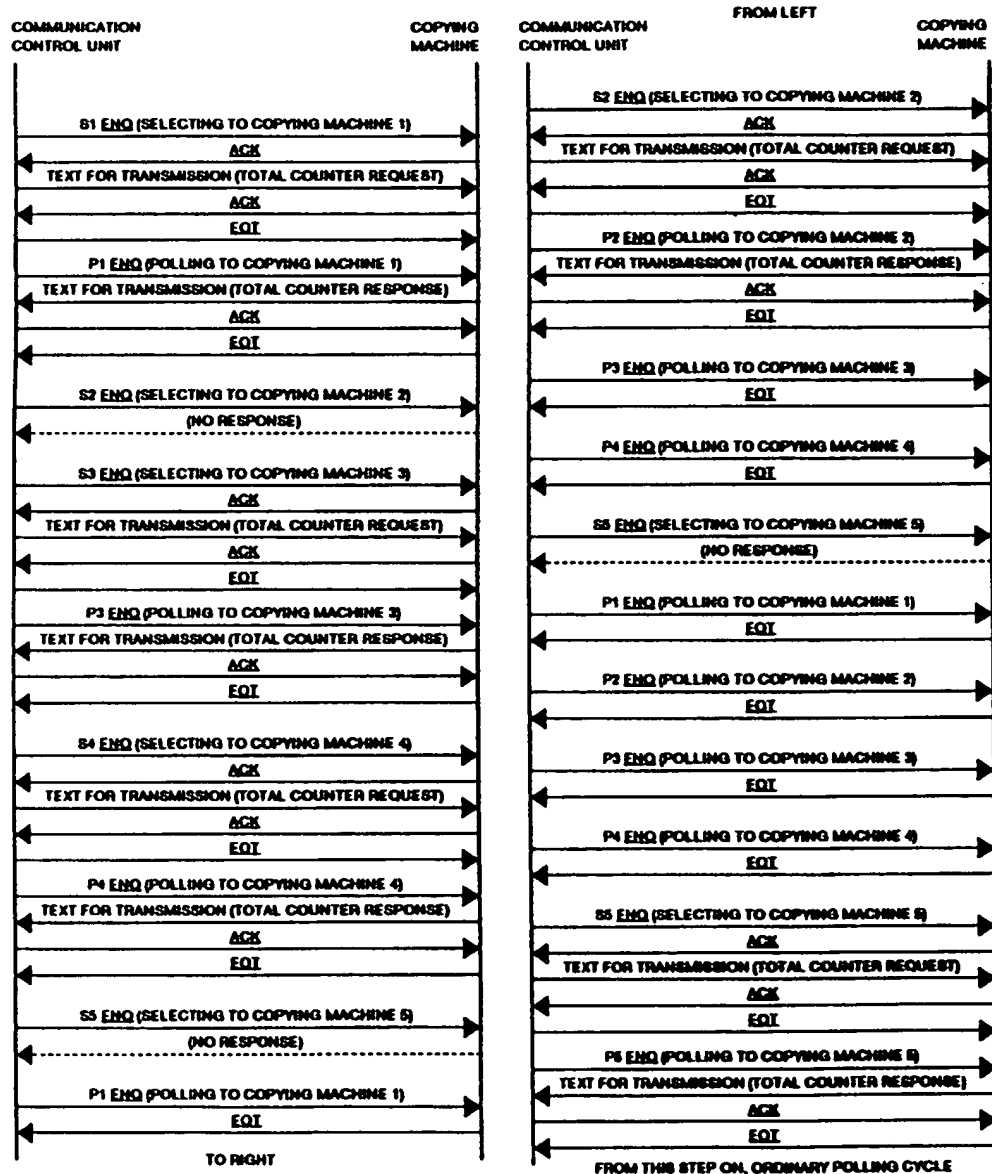 COMMUNICATION
CONTROL UNIT
COPYING
MACHINE
S1 ENQ (SELECTING TO COPYING MACHINE 1)
ACK
TEXT FOR TRANSMISSION (TOTAL COUNTER REQUEST)
ACK
EOT
P1 ENQ (POLLING TO COPYING MACHINE 1)
TEXT FOR TRANSMISSION (TOTAL COUNTER RESPONSE)
ACK
EOT
S2 ENQ (SELECTING TO COPYING MACHINE 2)
(NO RESPONSE)
S3 ENQ (SELECTING TO COPYING MACHINE 3)
ACK
TEXT FOR TRANSMISSION (TOTAL COUNTER REQUEST)
ACK
EOT
P3 ENQ (POLLING TO COPYING MACHINE 3)
TEXT FOR TRANSMISSION (TOTAL COUNTER RESPONSE)
ACK
EOT
S4 ENQ (SELECTING TO COPYING MACHINE 4)
ACK
TEXT FOR TRANSMISSION (TOTAL COUNTER REQUEST)
ACK
EOT
P4 ENQ (POLLING TO COPYING MACHINE 4)
TEXT FOR TRANSMISSION (TOTAL COUNTER RESPONSE)
ACK
EOT
S5 ENQ (SELECTING TO COPYING MACHINE 5)
(NO RESPONSE)
P1 ENQ (POLLING TO COPYING MACHINE 1)
EOT
TO RIGHT
FROM LEFT
COMMUNICATION
CONTROL UNIT
COPYING
MACHINE
S2 ENQ (SELECTING TO COPYING MACHINE 2)
ACK
TEXT FOR TRANSMISSION (TOTAL COUNTER REQUEST)
ACK
EOT
P2 ENQ (POLLING TO COPYING MACHINE 2)
TEXT FOR TRANSMISSION (TOTAL COUNTER RESPONSE)
ACK
EOT
P3 ENQ (POLLING TO COPYING MACHINE 3)
EOT
P4 ENQ (POLLING TO COPYING MACHINE 4)
EOT
S5 ENQ (SELECTING TO COPYING MACHINE 5)
(NO RESPONSE)
P1 ENQ (POLLING TO COPYING MACHINE 1)
EOT
P2 ENQ (POLLING TO COPYING MACHINE 2)
EOT
P3 ENQ (POLLING TO COPYING MACHINE 3)
EOT
P4 ENQ (POLLING TO COPYING MACHINE 4)
EOT
S5 ENQ (SELECTING TO COPYING MACHINE 5)
ACK
TEXT FOR TRANSMISSION (TOTAL COUNTER REQUEST)
ACK
EOT
P5 ENQ (POLLING TO COPYING MACHINE 5)
TEXT FOR TRANSMISSION (TOTAL COUNTER RESPONSE)
ACK
EOT
FROM THIS STEP ON, ORDINARY POLLING CYCLE